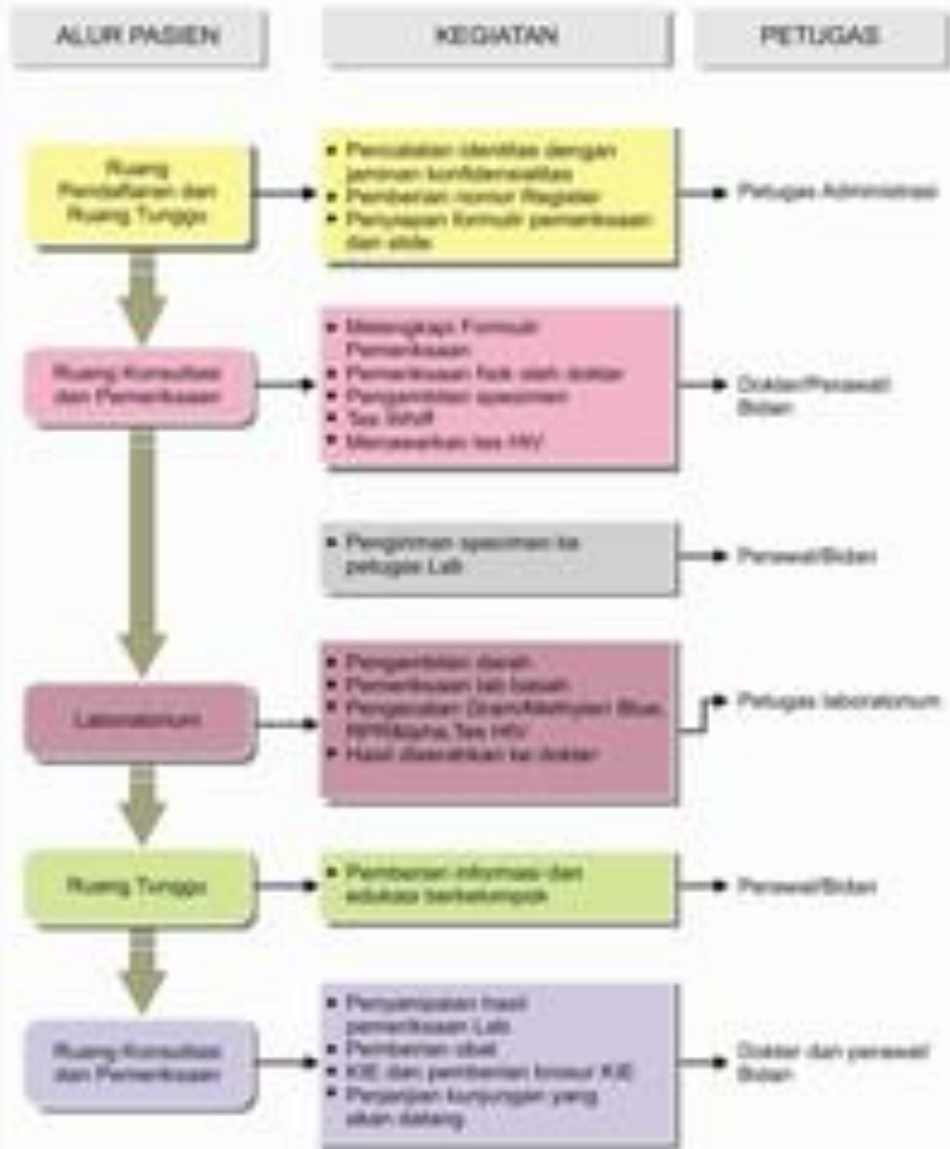 ALUR PASIEN
KEGIATAN
PETUGAS
Ruang
Pendaftaran dan
Ruang Tunggu
• Pencatatan identitas dengan
jaminan konfidensialitas
• Pemberian nomor Register
• Penyiapan formulir pemeriksaan
dan slide
Petugas Administrasi
Ruang Konsultasi
dan Pemeriksaan
• Melengkapi Formulir
Pemeriksaan
• Pemeriksaan fisik oleh dokter
• Pengambilan spesimen
• Tes
• Menawarkan tes HIV
Dokter/Perawat/
Bidan
• Pengiriman specimen ke
petugas Lab
Perawat/Bidan
Laboratorium
• Pengambilan darah
• Pemeriksaan lab basah
• Pengecatan Gram/Methylen Blue,
Tes HIV
• Hasil diserahkan ke dokter
Petugas laboratorium
Ruang Tunggu
• Pemberian informasi dan
edukasi berkelompok
Perawat/Bidan
Ruang Konsultasi
dan Pemeriksaan
• Penyampaian hasil
pemeriksaan Lab
• Pemberian obat
• KIE dan pemberian brosur KIE
• Perjanjian kunjungan yang
akan datang
Dokter dan perawat/
Bidan